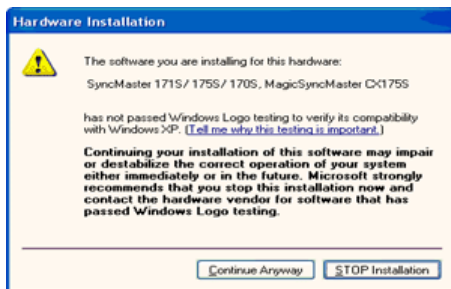 Hardware Installation
The software you are installing for this hardware:
SyncMaster 171S/ 175S/ 170S, MagicSyncMaster CX175S
has not passed Windows Logo testing to verify its compatibility
with Windows XP. (Tell me why this testing is important.)
Continuing your installation of this software may impair
or destabilize the correct operation of your system
either immediately or in the future. Microsoft strongly
recommends that you stop this installation now and
contact the hardware vendor for software that has
passed Windows Logo testing.
Continue Anyway
STOP Installation